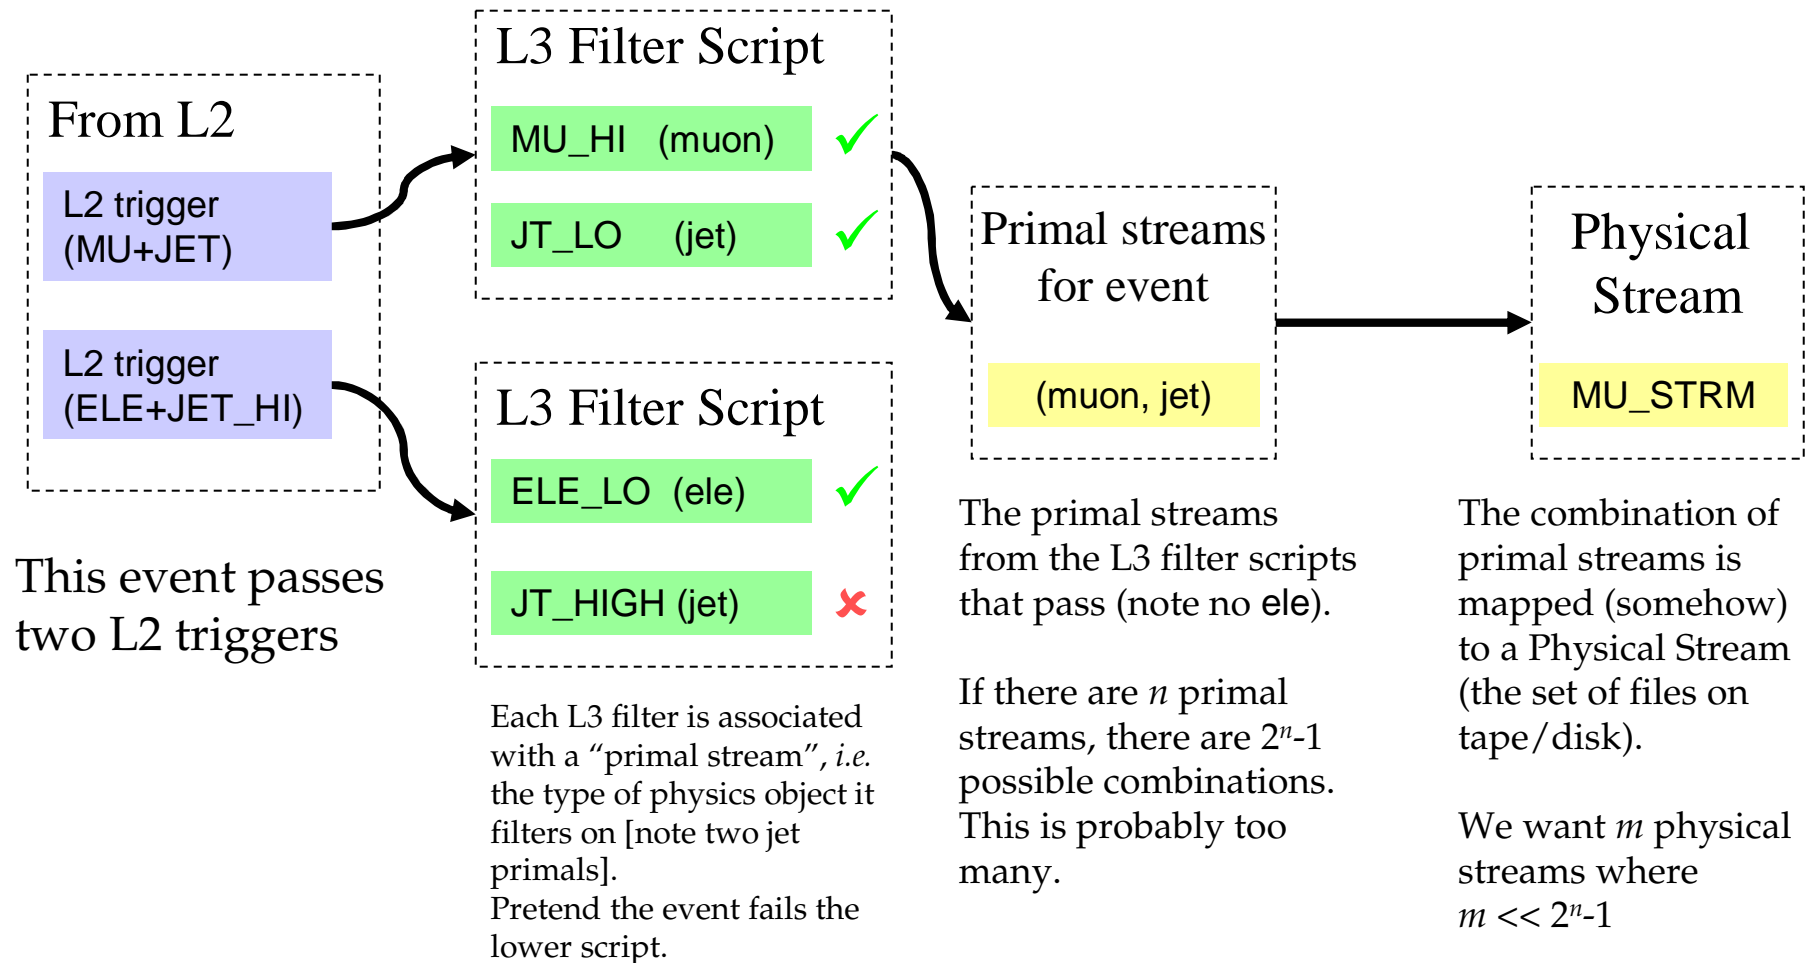 From L2
L2 trigger
(MU+JET)
L2 trigger
(ELE+JET_HI)
This event passes
two L2 triggers
L3 Filter Script
MU_HI (muon)
JT_LO (jet)
L3 Filter Script
ELE_LO (ele)
JT_HIGH (jet)
Each L3 filter is associated
with a “primal stream”, i.e.
the type of physics object it
filters on [note two jet
primals].
Pretend the event fails the
lower script.
Primal streams
for event
(muon, jet)
The primal streams
from the L3 filter scripts
that pass (note no ele).
If there are n primal
streams, there are 2ⁿ-1
possible combinations.
This is probably too
many.
Physical
Stream
MU_STRM
The combination of
primal streams is
mapped (somehow)
to a Physical Stream
(the set of files on
tape/disk).
We want m physical
streams where
m << 2ⁿ-1